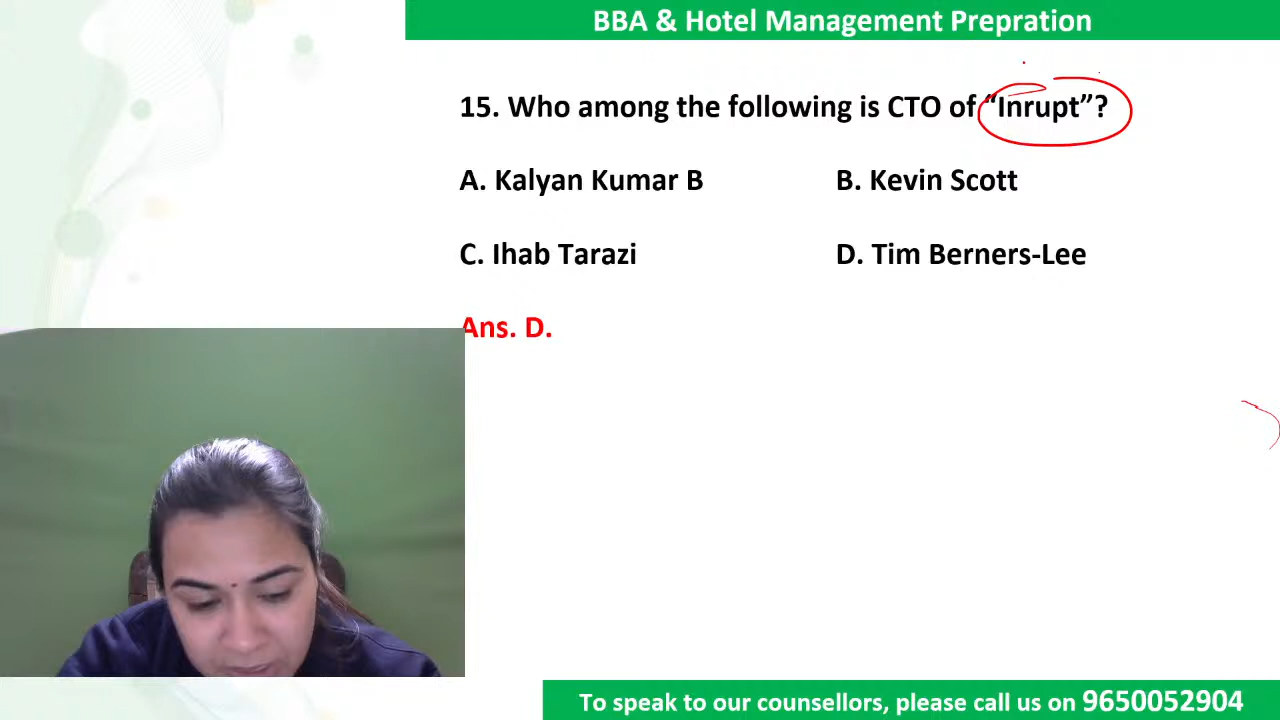 BBA & Hotel Management Prepration
15. Who among the following is CTO of “Inrupt”?
A. Kalyan Kumar B
B. Kevin Scott
C. Ihab Tarazi
D. Tim Berners-Lee
Ans. D.
To speak to our counsellors, please call us on 9650052904